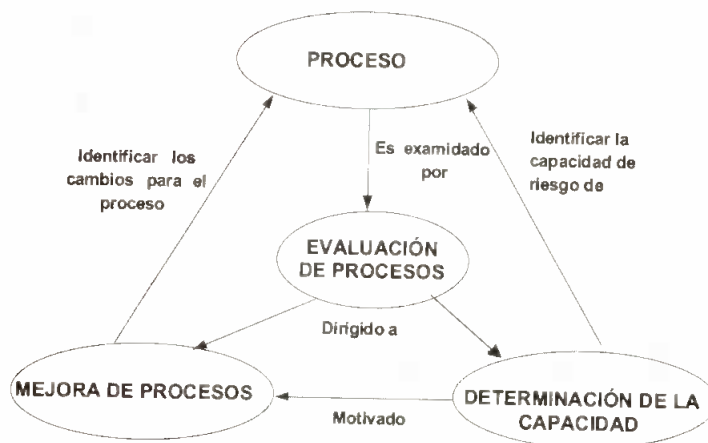 PROCESO
Identificar los
cambios para el
proceso
Es examidado
por
Identificar la
capacidad de
riesgo de
EVALUACIÓN
DE PROCESOS
Dirigido a
MEJORA DE PROCESOS
Motivado
DETERMINACIÓN DE LA
CAPACIDAD